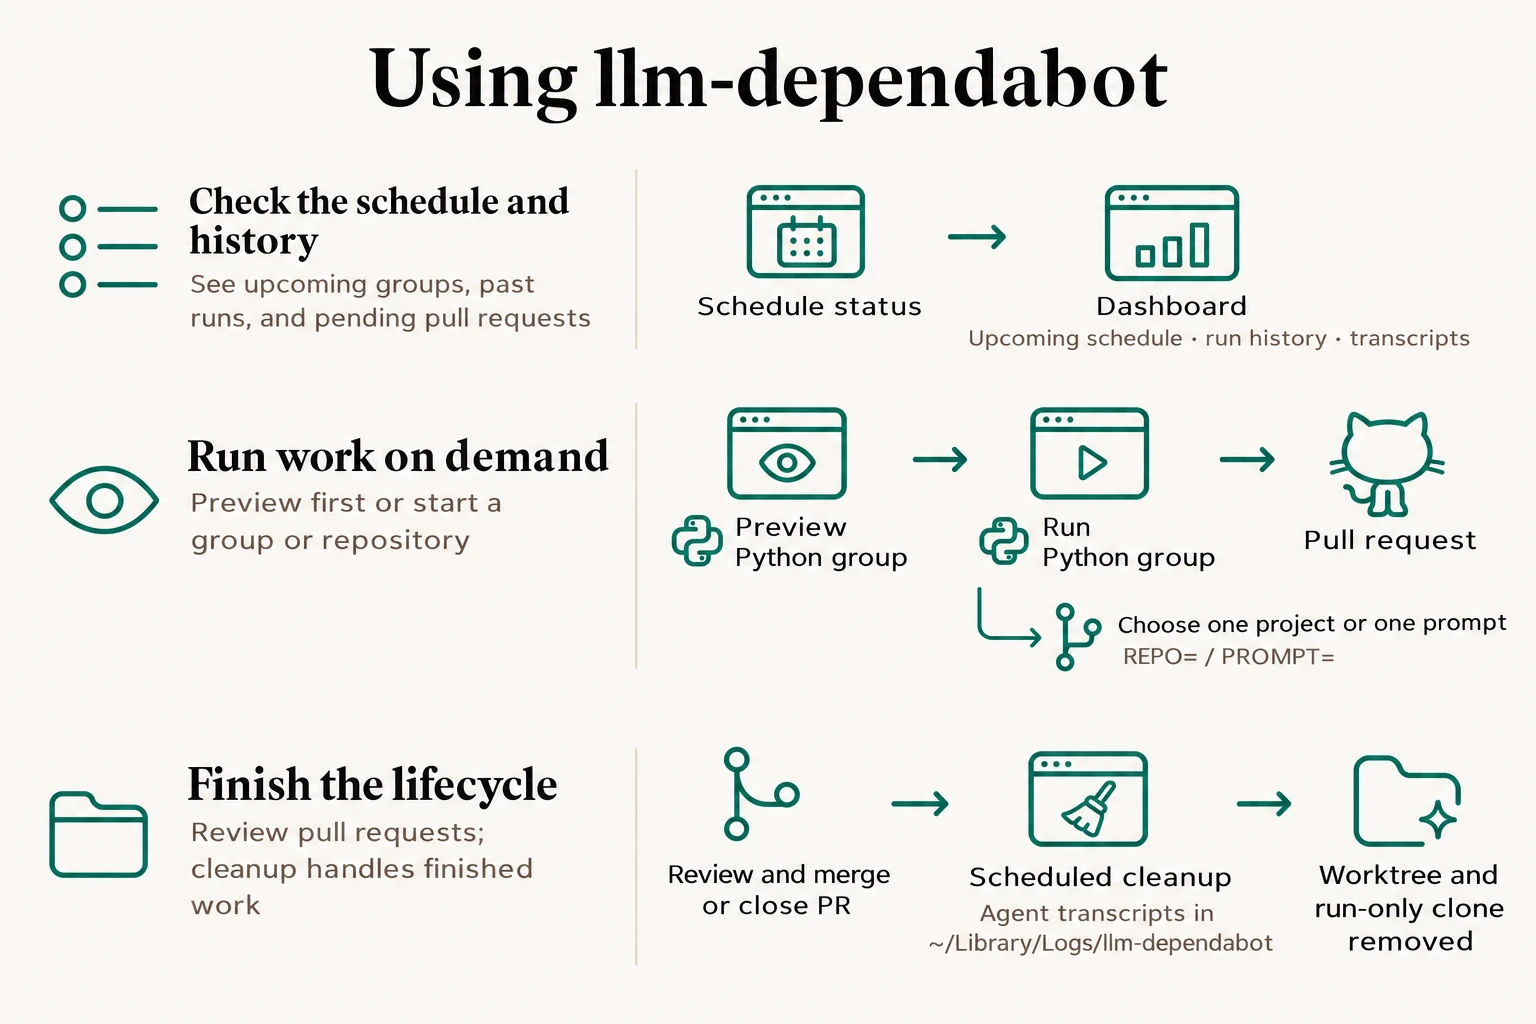 Using llm-dependabot
Check the schedule and
history
See upcoming groups, past
runs, and pending pull requests
Schedule status
Dashboard
Upcoming schedule · run history · transcripts
Run work on demand
Preview first or start a
group or repository
Preview
Python group
Run
Python group
Pull request
Choose one project or one prompt
REPO= / PROMPT=
Finish the lifecycle
Review pull requests;
cleanup handles finished
work
Review and merge
or close PR
Scheduled cleanup
Agent transcripts in
~/Library/Logs/llm-dependabot
Worktree and
run-only clone
removed